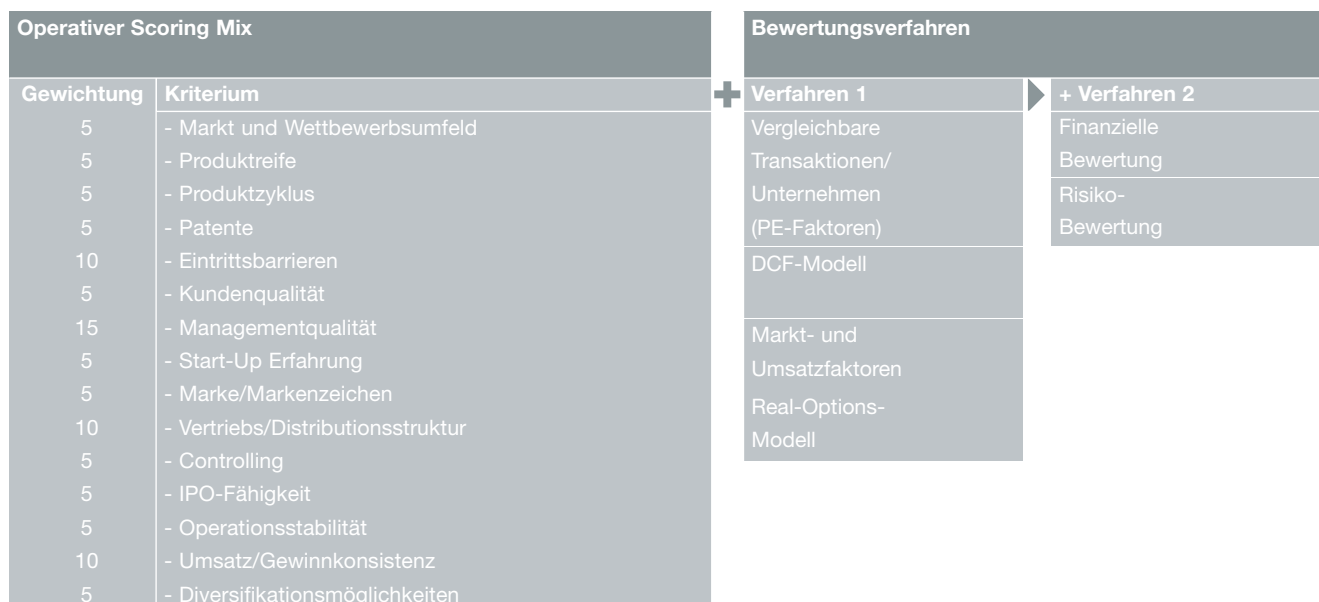 Operativer Scoring Mix
Gewichtung Kriterium
5 - Markt und Wettbewerbsumfeld
5 - Produktreife
5 - Produktzyklus
5 - Patente
10 - Eintrittsbarrieren
5 - Kundenqualität
15 - Managementqualität
5 - Start-Up Erfahrung
5 - Marke/Markenzeichen
10 - Vertriebs/Distributionsstruktur
5 - Controlling
5 - IPO-Fähigkeit
5 - Operationsstabilität
10 - Umsatz/Gewinnkonsistenz
5 - Diversifikationsmöglichkeiten
Bewertungsverfahren
Verfahren 1
Vergleichbare
Transaktionen/
Unternehmen
(PE-Faktoren)
DCF-Modell
Markt- und
Umsatzfaktoren
Real-Options-
Modell
+ Verfahren 2
Finanzielle
Bewertung
Risiko-
Bewertung